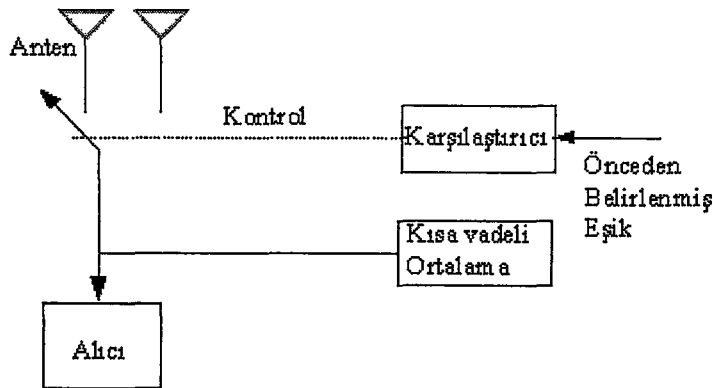 Anten
Kontrol
Karşılaştırıcı
Önceden
Belirlenmiş
Eşik
Kısa vadeli
Ortalama
Alıcı